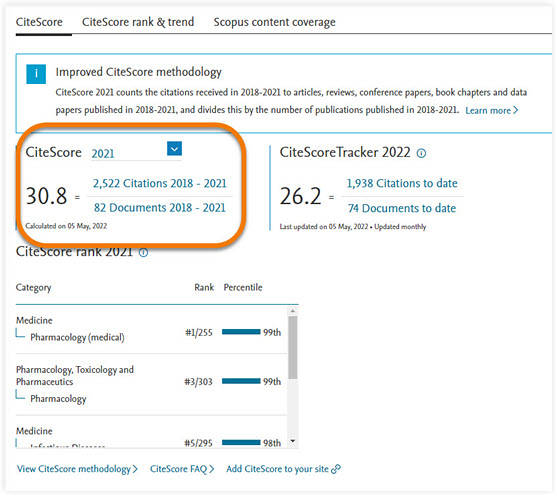 CiteScore CiteScore rank & trend Scopus content coverage
i Improved CiteScore methodology
CiteScore 2021 counts the citations received in 2018-2021 to articles, reviews, conference papers, book chapters and data
papers published in 2018-2021, and divides this by the number of publications published in 2018-2021. Learn more >
CiteScore 2021
30.8 = 2,522 Citations 2018 - 2021
82 Documents 2018 - 2021
Calculated on 05 May, 2022
CiteScoreTracker 2022 i
26.2 = 1,938 Citations to date
74 Documents to date
Last updated on 05 May, 2022 • Updated monthly
CiteScore rank 2021 i
Category Rank Percentile
Medicine
Pharmacology (medical) #1/255 99th
Pharmacology, Toxicology and
Pharmaceutics
Pharmacology #3/303 99th
Medicine
Infectious Diseases #5/295 98th
View CiteScore methodology > CiteScore FAQ > Add CiteScore to your site